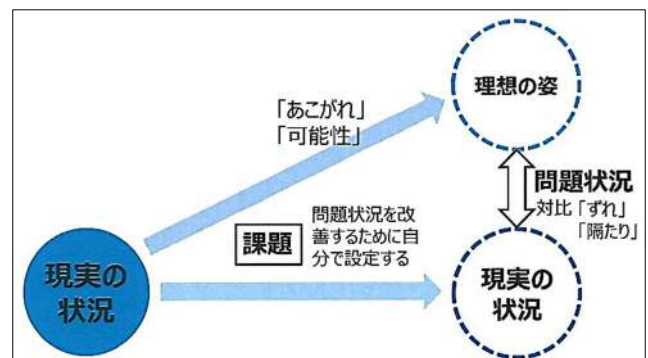 理想の姿
「あこがれ」
「可能性」
問題状況
対比「ずれ」
「隔たり」
課題
問題状況を改
善するために自
分で設定する
現実の
状況
現実の
状況